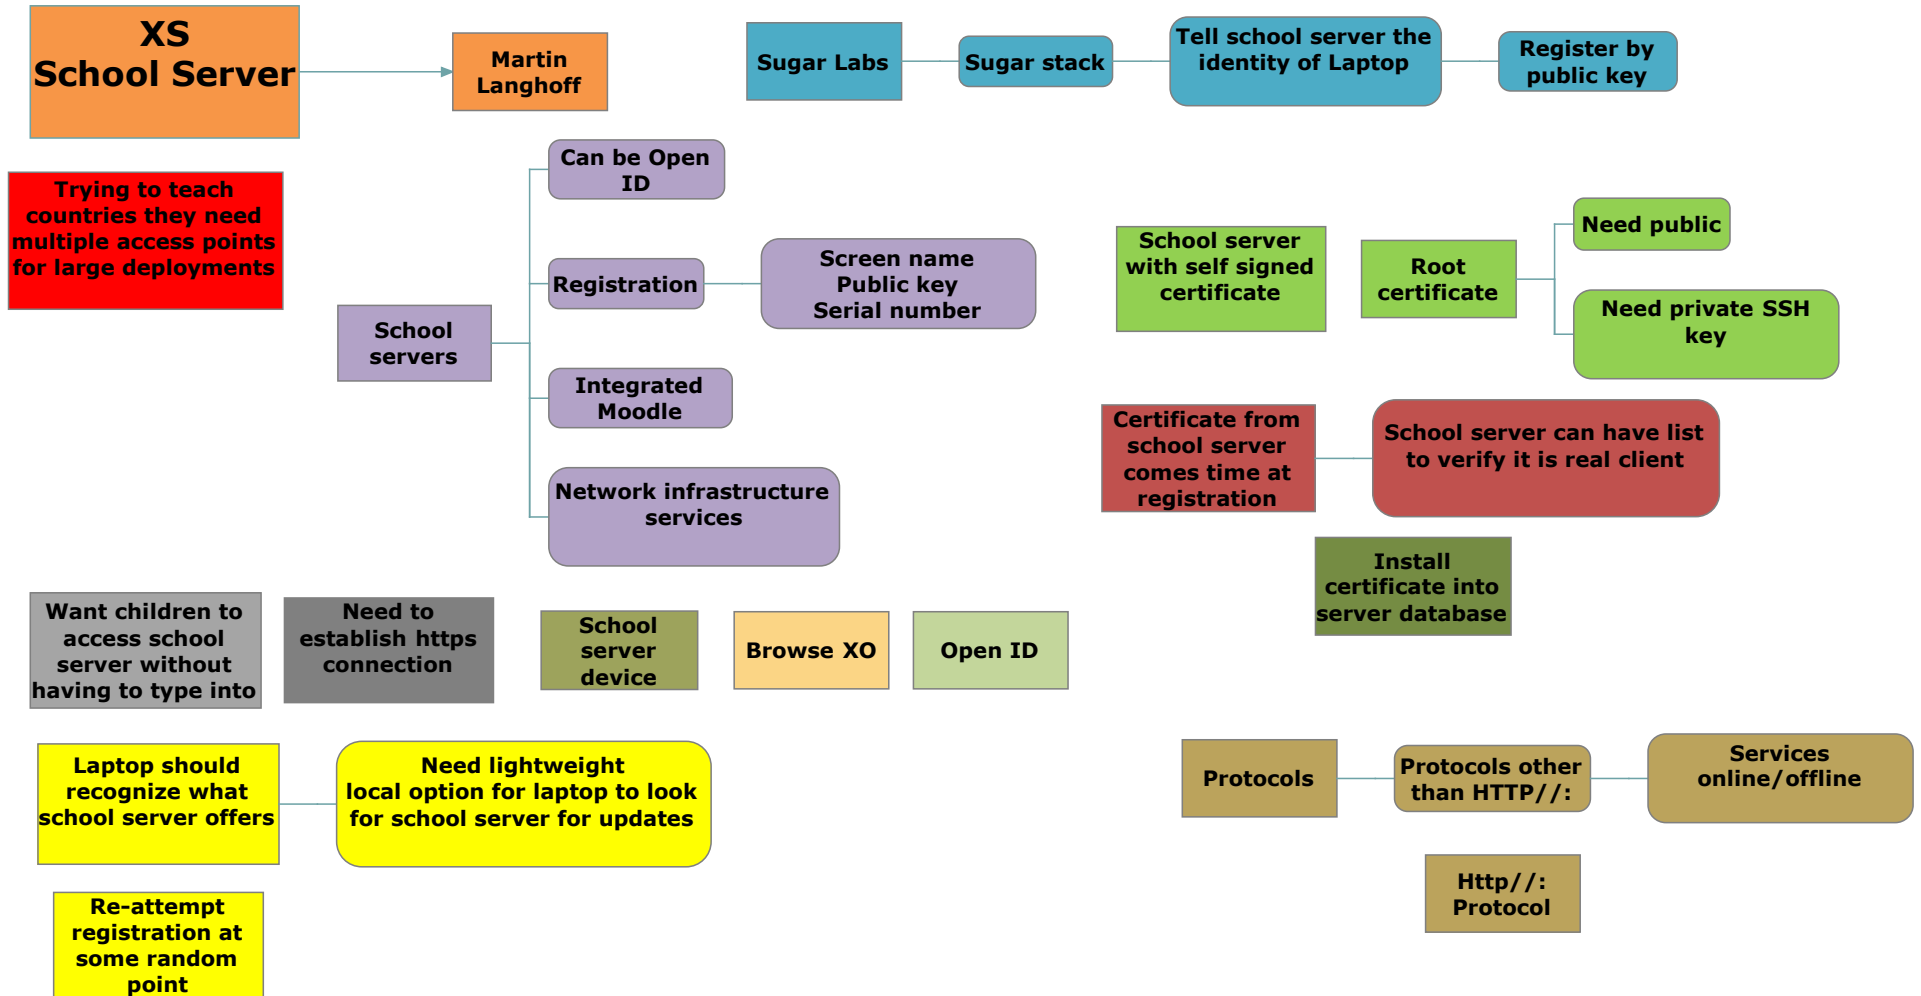 XS
School Server
Martin
Langhoff
Sugar Labs
Sugar stack
Tell school server the
identity of Laptop
Register by
public key
Trying to teach
countries they need
multiple access points
for large deployments
School
servers
Can be Open
ID
Registration
Screen name
Public key
Serial number
Integrated
Moodle
Network infrastructure
services
School server
with self signed
certificate
Root
certificate
Need public
Need private SSH
key
Certificate from
school server
comes time at
registration
School server can have list
to verify it is real client
Install
certificate into
server database
Want children to
access school
server without
having to type into
Need to
establish https
connection
School
server
device
Browse XO
Open ID
Laptop should
recognize what
school server offers
Need lightweight
local option for laptop to look
for school server for updates
Protocols
Protocols other
than HTTP//:
Services
online/offline
Http//:
Protocol
Re-attempt
registration at
some random
point